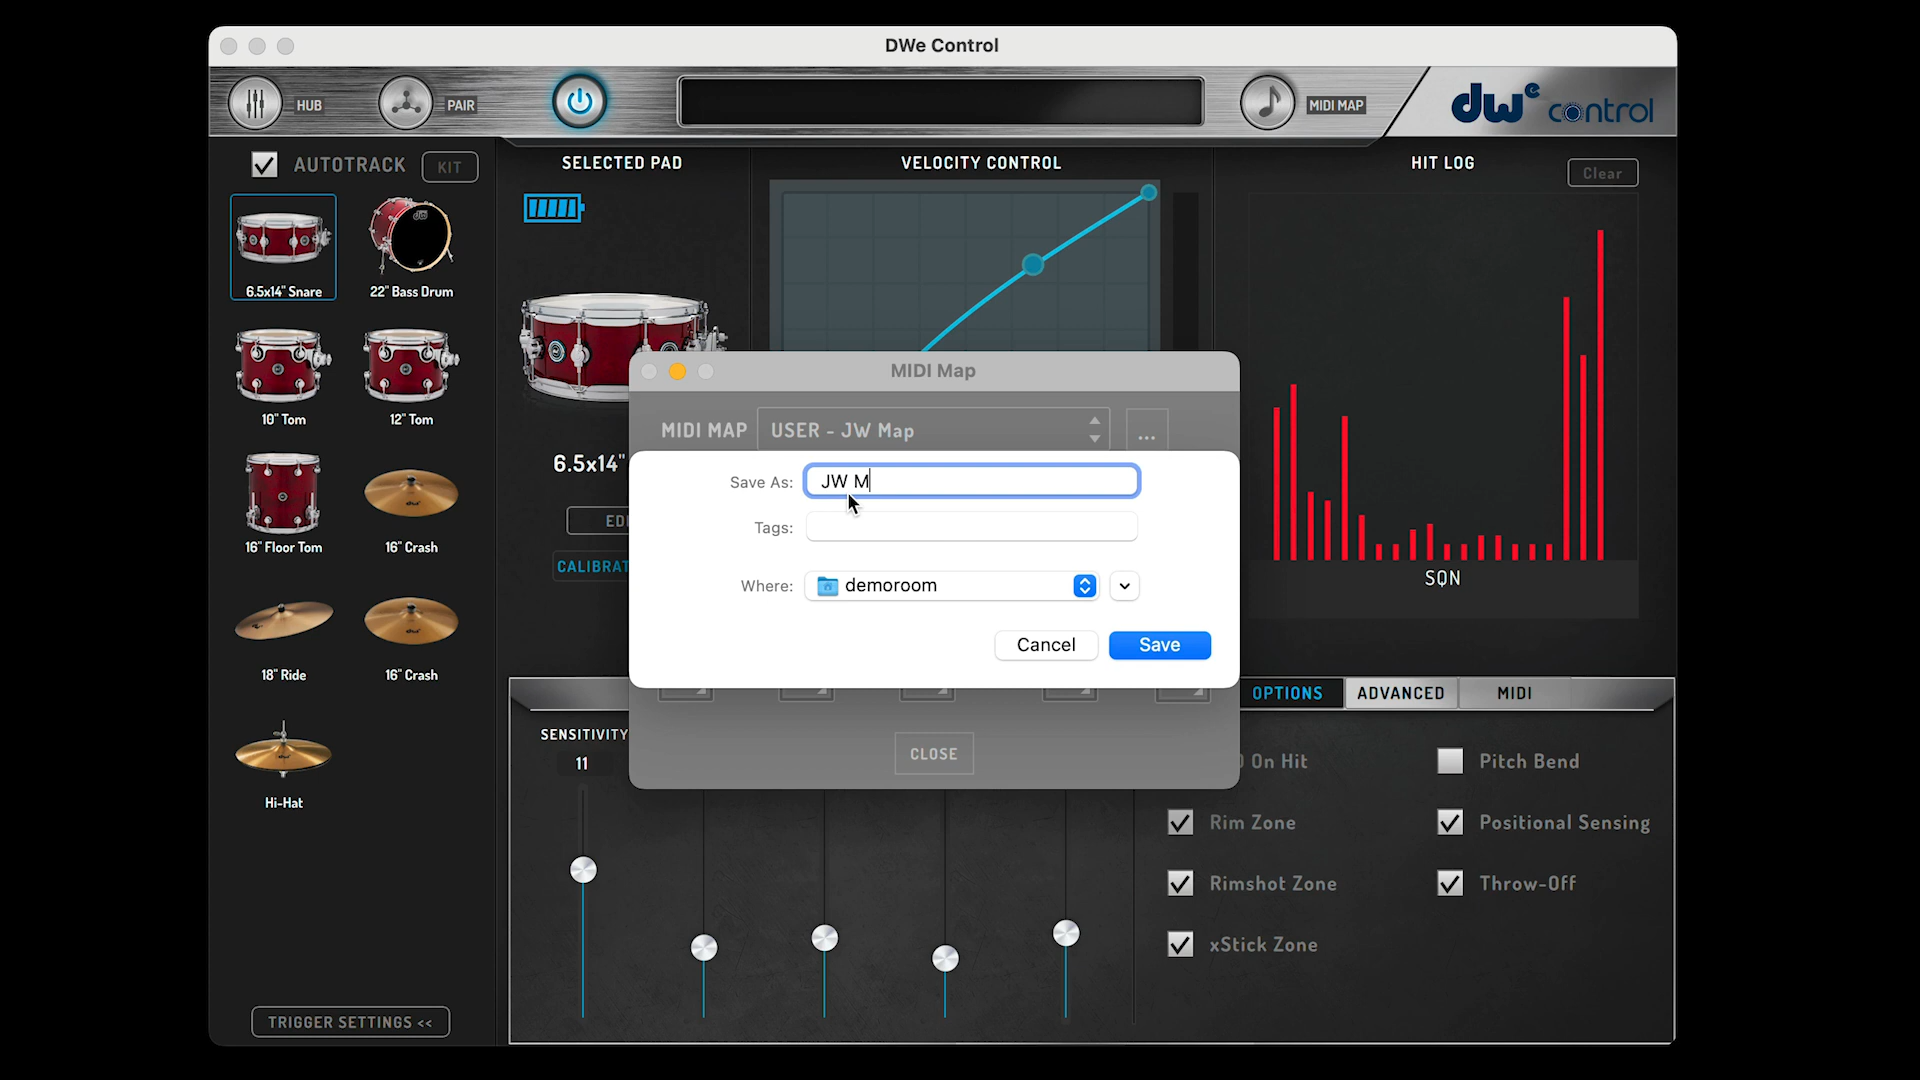 DWe Control
HUB
PAIR
MIDI MAP
dwe control
AUTOTRACK
KIT
SELECTED PAD
VELOCITY CONTROL
HIT LOG
Clear
6.5x14" Snare
22" Bass Drum
10" Tom
12" Tom
16" Floor Tom
16" Crash
18" Ride
16" Crash
Hi-Hat
TRIGGER SETTINGS <<
6.5x14"
CALIBRAT
MIDI Map
MIDI MAP
USER - JW Map
...
Save As:
JW M
Tags:
Where:
demoroom
Cancel
Save
CLOSE
SQN
OPTIONS
ADVANCED
MIDI
SENSITIVITY
11
On Hit
Pitch Bend
Rim Zone
Positional Sensing
Rimshot Zone
Throw-Off
xStick Zone